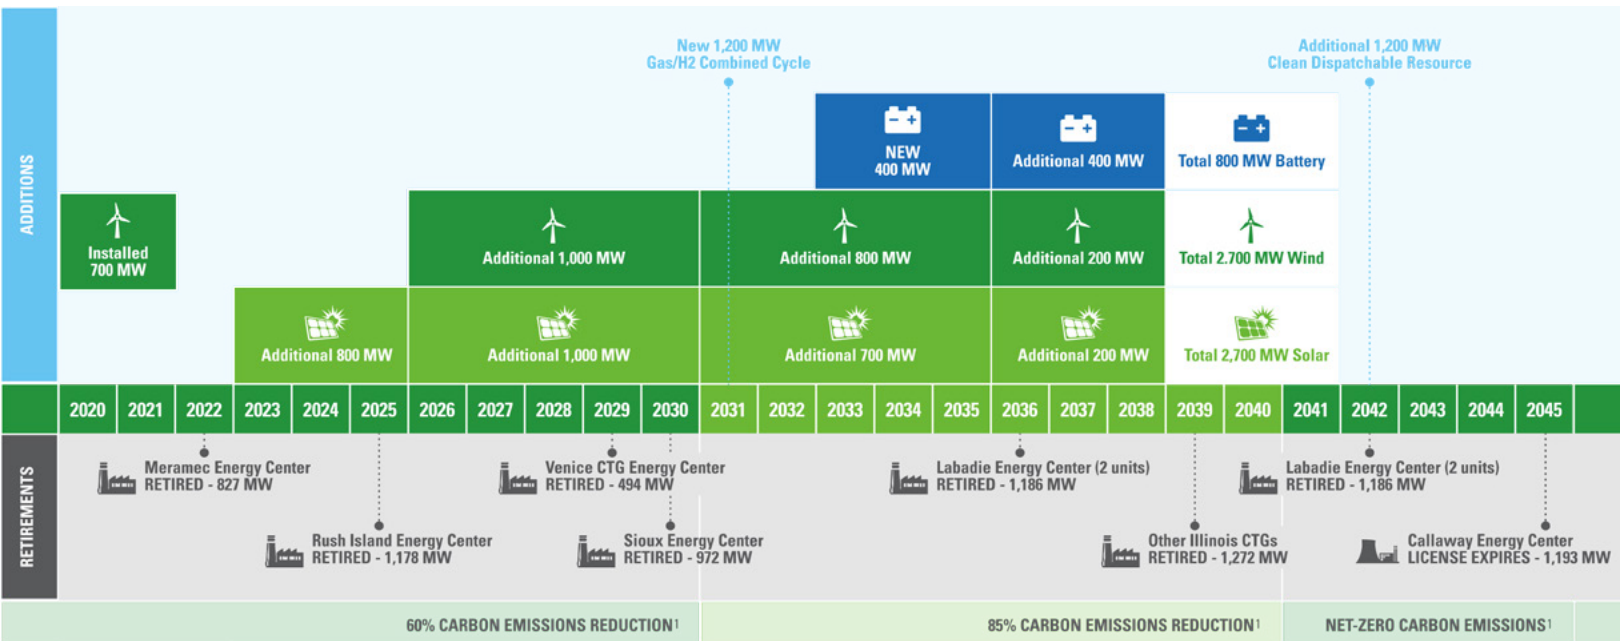 ADDITIONS
New 1,200 MW
Gas/H2 Combined Cycle
Additional 1,200 MW
Clean Dispatchable Resource
NEW
400 MW
Additional 400 MW
Total 800 MW Battery
Installed
700 MW
Additional 1,000 MW
Additional 800 MW
Additional 200 MW
Total 2.700 MW Wind
Additional 800 MW
Additional 1,000 MW
Additional 700 MW
Additional 200 MW
Total 2,700 MW Solar
2020 2021 2022 2023 2024 2025 2026 2027 2028 2029 2030 2031 2032 2033 2034 2035 2036 2037 2038 2039 2040 2041 2042 2043 2044 2045
RETIREMENTS
Meramec Energy Center
RETIRED - 827 MW
Venice CTG Energy Center
RETIRED - 494 MW
Labadie Energy Center (2 units)
RETIRED - 1,186 MW
Labadie Energy Center (2 units)
RETIRED - 1,186 MW
Rush Island Energy Center
RETIRED - 1,178 MW
Sioux Energy Center
RETIRED - 972 MW
Other Illinois CTGs
RETIRED - 1,272 MW
Callaway Energy Center
LICENSE EXPIRES - 1,193 MW
60% CARBON EMISSIONS REDUCTION¹
85% CARBON EMISSIONS REDUCTION¹
NET-ZERO CARBON EMISSIONS¹